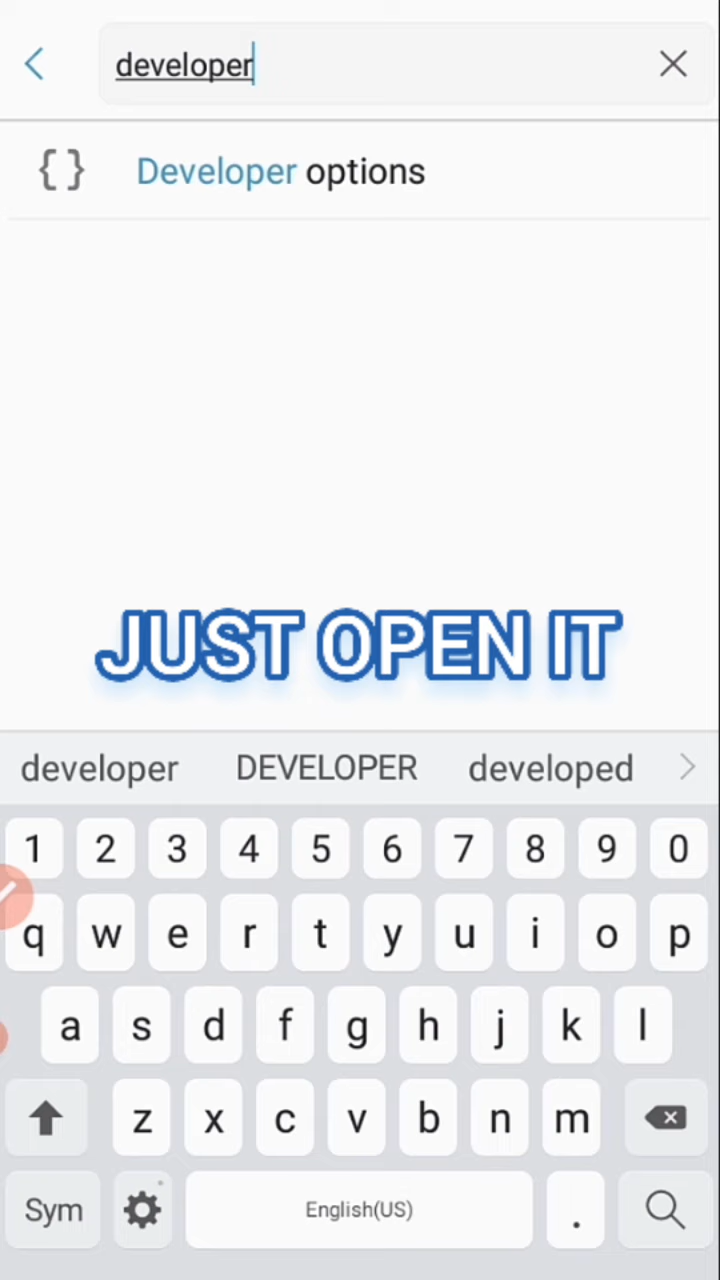 developer
{} Developer options
JUST OPEN IT
developer DEVELOPER developed
1 2 3 4 5 6 7 8 9 0
q w e r t y u i o p
a s d f g h j k l
z x c v b n m
Sym English(US) .